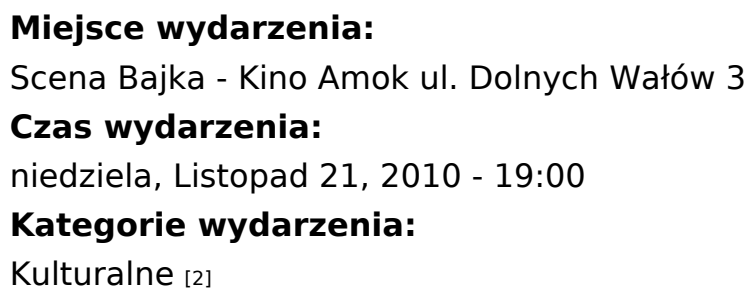 Miejsce wydarzenia:
Scena Bajka - Kino Amok ul. Dolnych Wałów 3
Czas wydarzenia:
niedziela, Listopad 21, 2010 - 19:00
Kategorie wydarzenia:
Kulturalne [2]